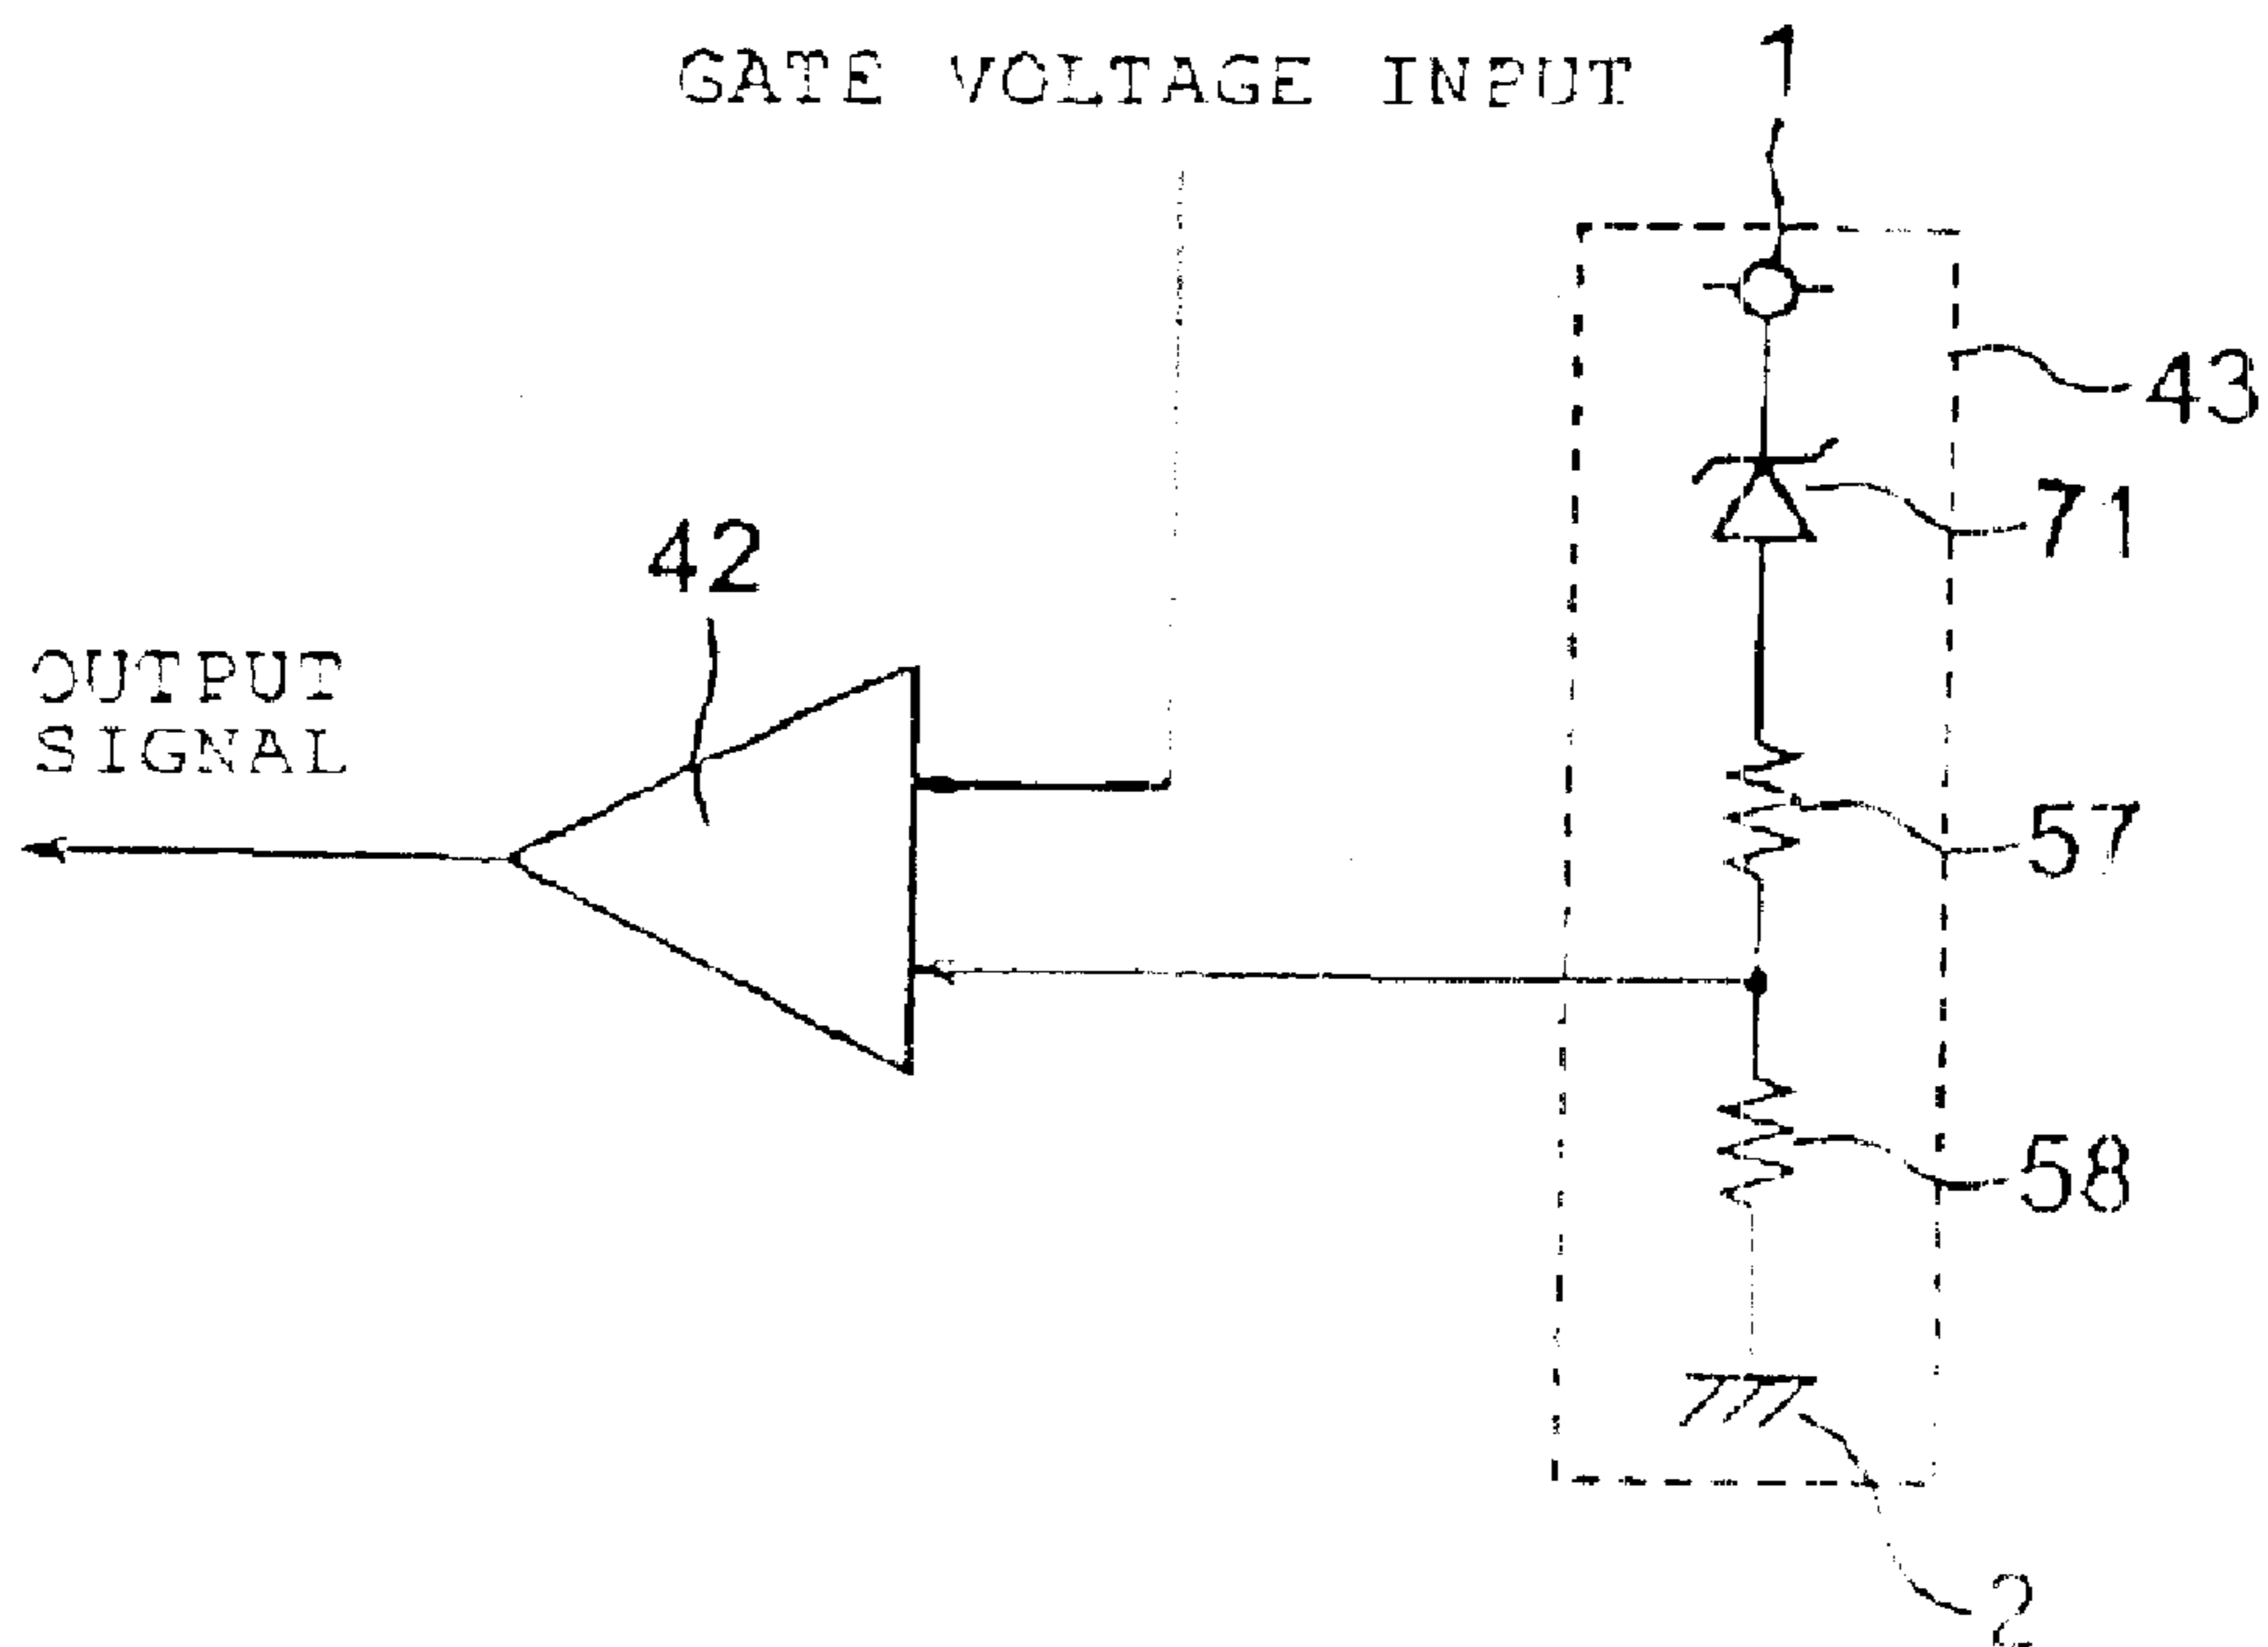 GATE VOLTAGE INPUT
1
43
71
42
OUTPUT
SIGNAL
57
58
2